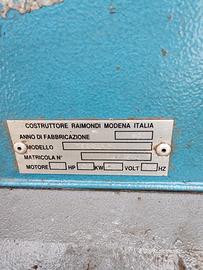 COSTRUTTORE RAIMONDI MODENA ITALIA
ANNO DI FABBRICAZIONE
MODELLO
MATRICOLA N°
MOTORE HP KW VOLT HZ